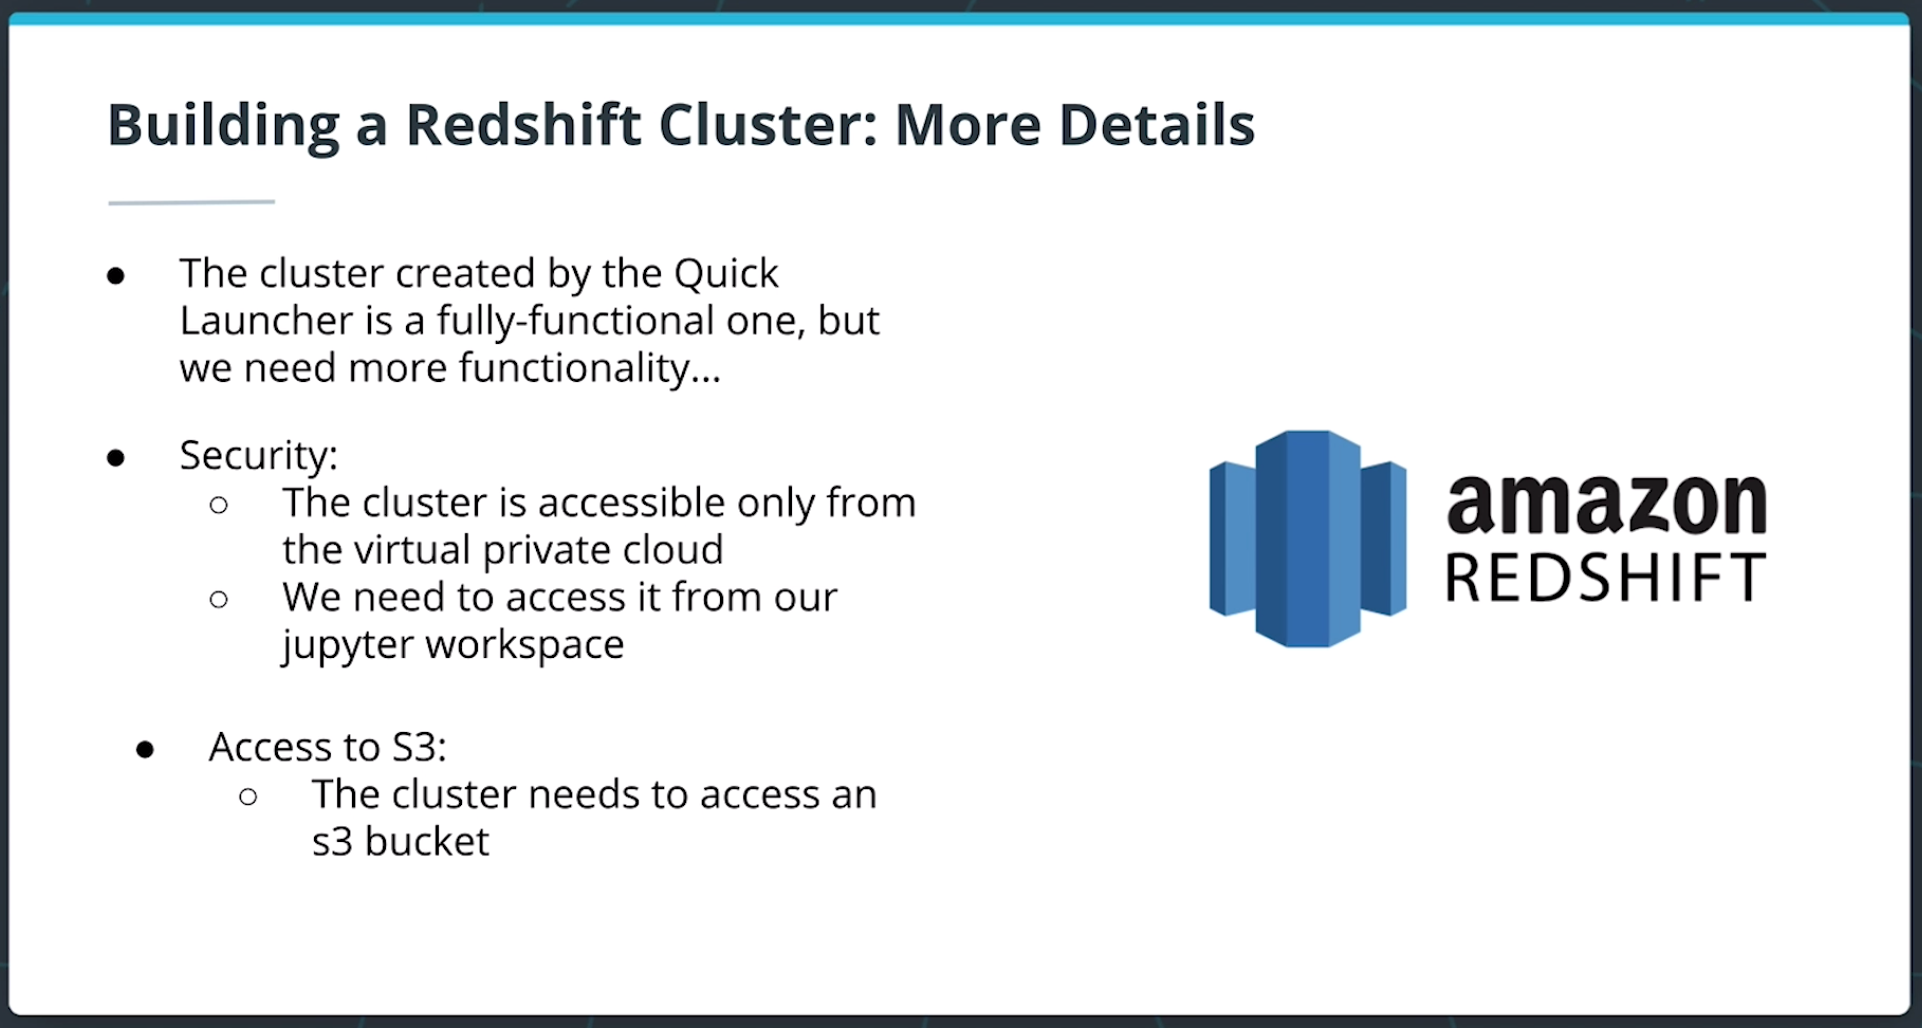 Building a Redshift Cluster: More Details
● The cluster created by the Quick
Launcher is a fully-functional one, but
we need more functionality...
● Security:
○ The cluster is accessible only from
the virtual private cloud
○ We need to access it from our
jupyter workspace
● Access to S3:
○ The cluster needs to access an
s3 bucket
amazon
REDSHIFT